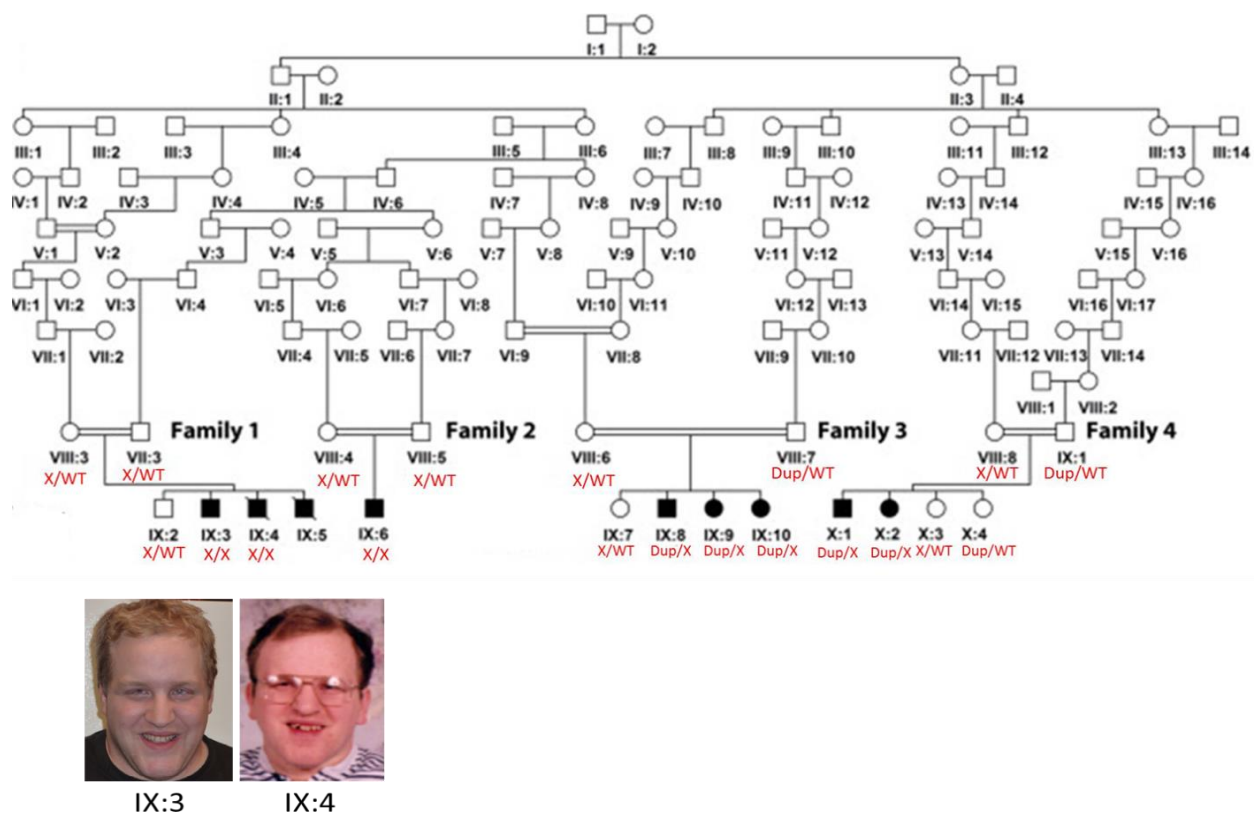 I:1 I:2
II:1 II:2 II:3 II:4
III:1 III:2 III:3 III:4 III:5 III:6 III:7 III:8 III:9 III:10 III:11 III:12 III:13 III:14
IV:1 IV:2 IV:3 IV:4 IV:5 IV:6 IV:7 IV:8 IV:9 IV:10 IV:11 IV:12 IV:13 IV:14 IV:15 IV:16
V:1 V:2 V:3 V:4 V:5 V:6 V:7 V:8 V:9 V:10 V:11 V:12 V:13 V:14 V:15 V:16
VI:1 VI:2 VI:3 VI:4 VI:5 VI:6 VI:7 VI:8 VI:10 VI:11 VI:12 VI:13 VI:14 VI:15 VI:16 VI:17
VII:1 VII:2 VII:4 VII:5 VII:6 VII:7 VI:9 VII:8 VII:9 VII:10 VII:11 VII:12 VII:13 VII:14
VIII:1 VIII:2
Family 1 Family 2 Family 3 Family 4
VIII:3 VII:3 VIII:4 VIII:5 VIII:6 VIII:7 VIII:8 IX:1
X/WT X/WT X/WT X/WT X/WT Dup/WT X/WT Dup/WT
IX:2 IX:3 IX:4 IX:5 IX:6 IX:7 IX:8 IX:9 IX:10 X:1 X:2 X:3 X:4
X/WT X/X X/X X/X X/WT Dup/X Dup/X Dup/X Dup/X Dup/X X/WT Dup/WT
IX:3 IX:4